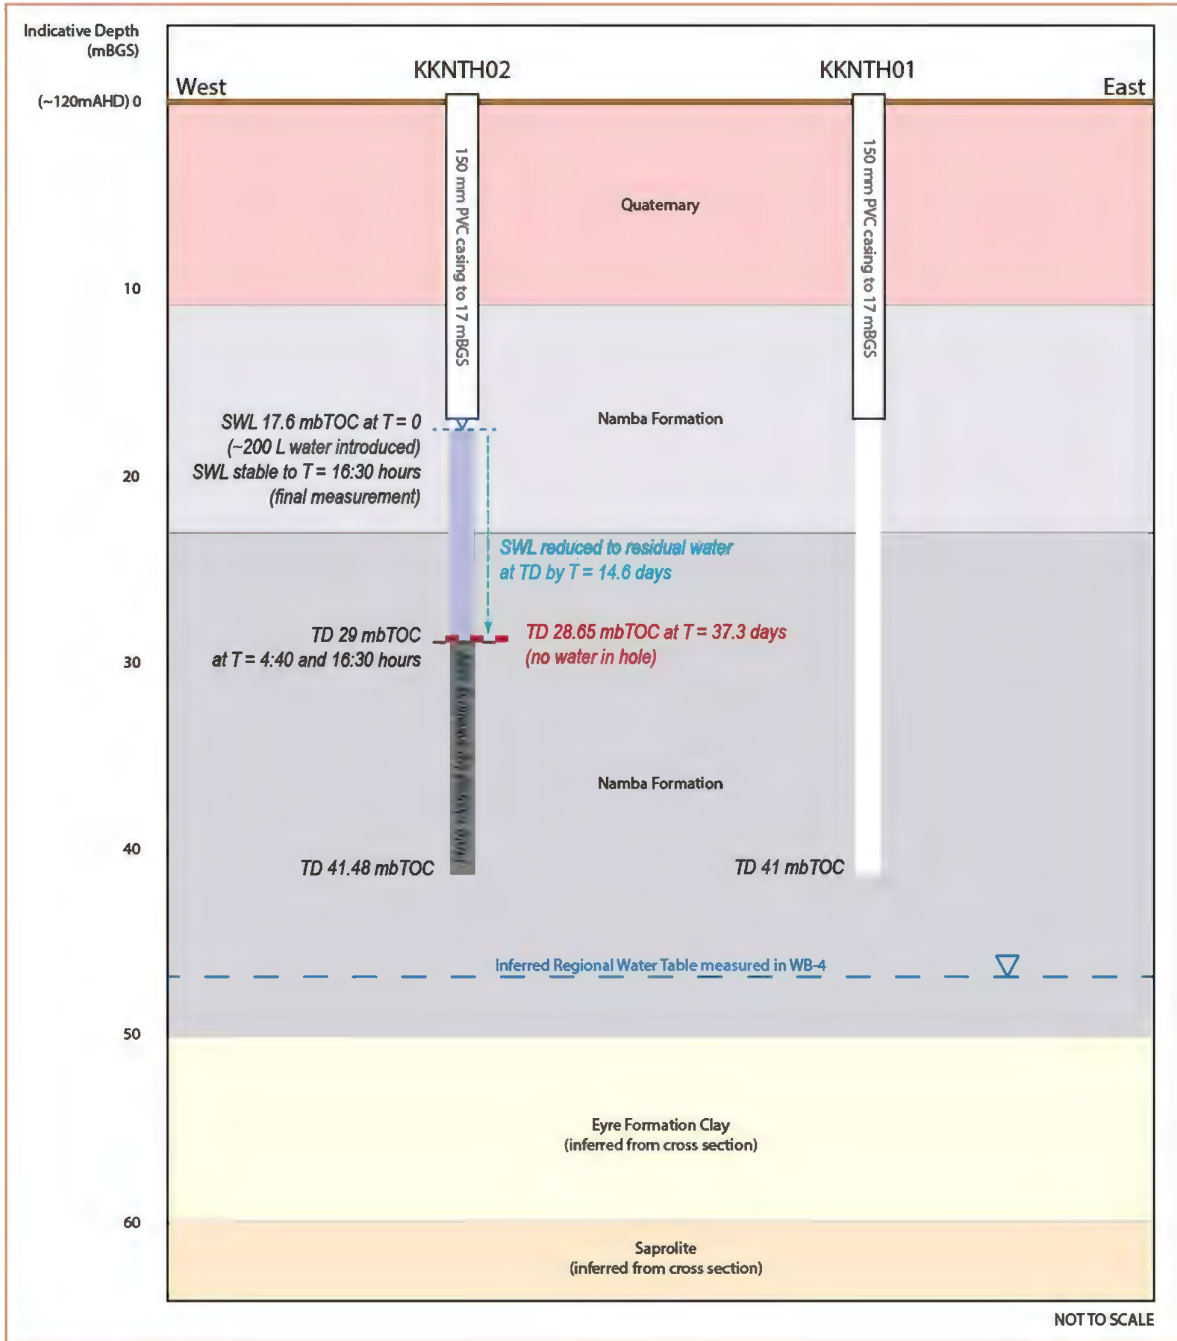 Indicative Depth
(mBGS)
KKNTH02
KKNTH01
West
East
(~120mAHD) 0
150 mm PVC casing to 17 mBGS
150 mm PVC casing to 17 mBGS
Quaternary
10
Namba Formation
SWL 17.6 mbTOC at T = 0
(~200 L water introduced)
SWL stable to T = 16:30 hours
(final measurement)
20
SWL reduced to residual water
at TD by T = 14.6 days
TD 29 mbTOC
at T = 4:40 and 16:30 hours
TD 28.65 mbTOC at T = 37.3 days
(no water in hole)
30
Namba Formation
40
TD 41.48 mbTOC
TD 41 mbTOC
Inferred Regional Water Table measured in WB-4
50
Eyre Formation Clay
(inferred from cross section)
60
Saprolite
(inferred from cross section)
NOT TO SCALE